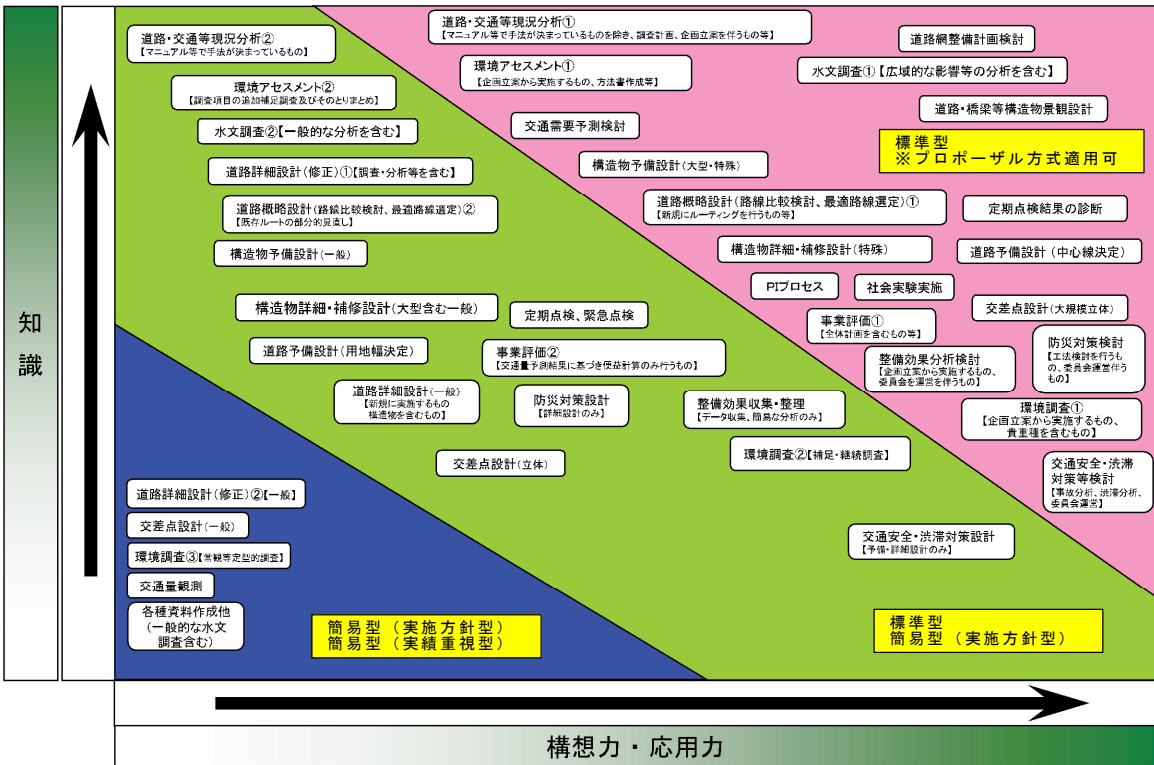 知識
道路・交通等現況分析②
【マニュアル等で手法が決まっているもの】
環境アセスメント②
【調査項目の追加補足調査及びそのとりまとめ】
水文調査②【一般的な分析を含む】
道路詳細設計(修正)①【調査・分析等を含む】
道路概略設計(路線比較検討、最適路線選定)②
【既存ルートの部分的見直し】
構造物予備設計(一般)
構造物詳細・補修設計(大型含む一般)
定期点検、緊急点検
道路予備設計(用地幅決定)
事業評価②
【交通量予測結果に基づき便益計算のみ行うもの】
道路詳細設計(一般)
【新規に実施するもの
構造物を含むもの】
防災対策設計
【詳細設計のみ】
整備効果収集・整理
【データ収集、簡易な分析のみ】
環境調査②【補足・継続調査】
交差点設計(立体)
交通安全・渋滞対策設計
【予備・詳細設計のみ】
標準型
簡易型(実施方針型)
道路・交通等現況分析①
【マニュアル等で手法が決まっているものを除き、調査計画、企画立案を伴うもの等】
環境アセスメント①
【企画立案から実施するもの、方法書作成等】
交通需要予測検討
構造物予備設計(大型・特殊)
道路網整備計画検討
水文調査①【広域的な影響等の分析を含む】
道路・橋梁等構造物景観設計
標準型
※プロポーザル方式適用可
道路概略設計(路線比較検討、最適路線選定)①
【新規にルーティングを行うもの等】
定期点検結果の診断
構造物詳細・補修設計(特殊)
道路予備設計(中心線決定)
PIプロセス
社会実験実施
交差点設計(大規模立体)
事業評価①
【全体計画を含むもの等】
防災対策検討
【工法検討を行うも
の、委員会運営伴う
もの】
整備効果分析検討
【企画立案から実施するもの、
委員会を運営を伴うもの】
環境調査①
【企画立案から実施するもの、
貴重種を含むもの】
交通安全・渋滞
対策等検討
【事故分析、渋滞分析、
委員会運営】
道路詳細設計(修正)②【一般】
交差点設計(一般)
環境調査③【常観等定型的調査】
交通量観測
各種資料作成他
(一般的な水文
調査含む)
簡易型(実施方針型)
簡易型(実績重視型)
構想力・応用力